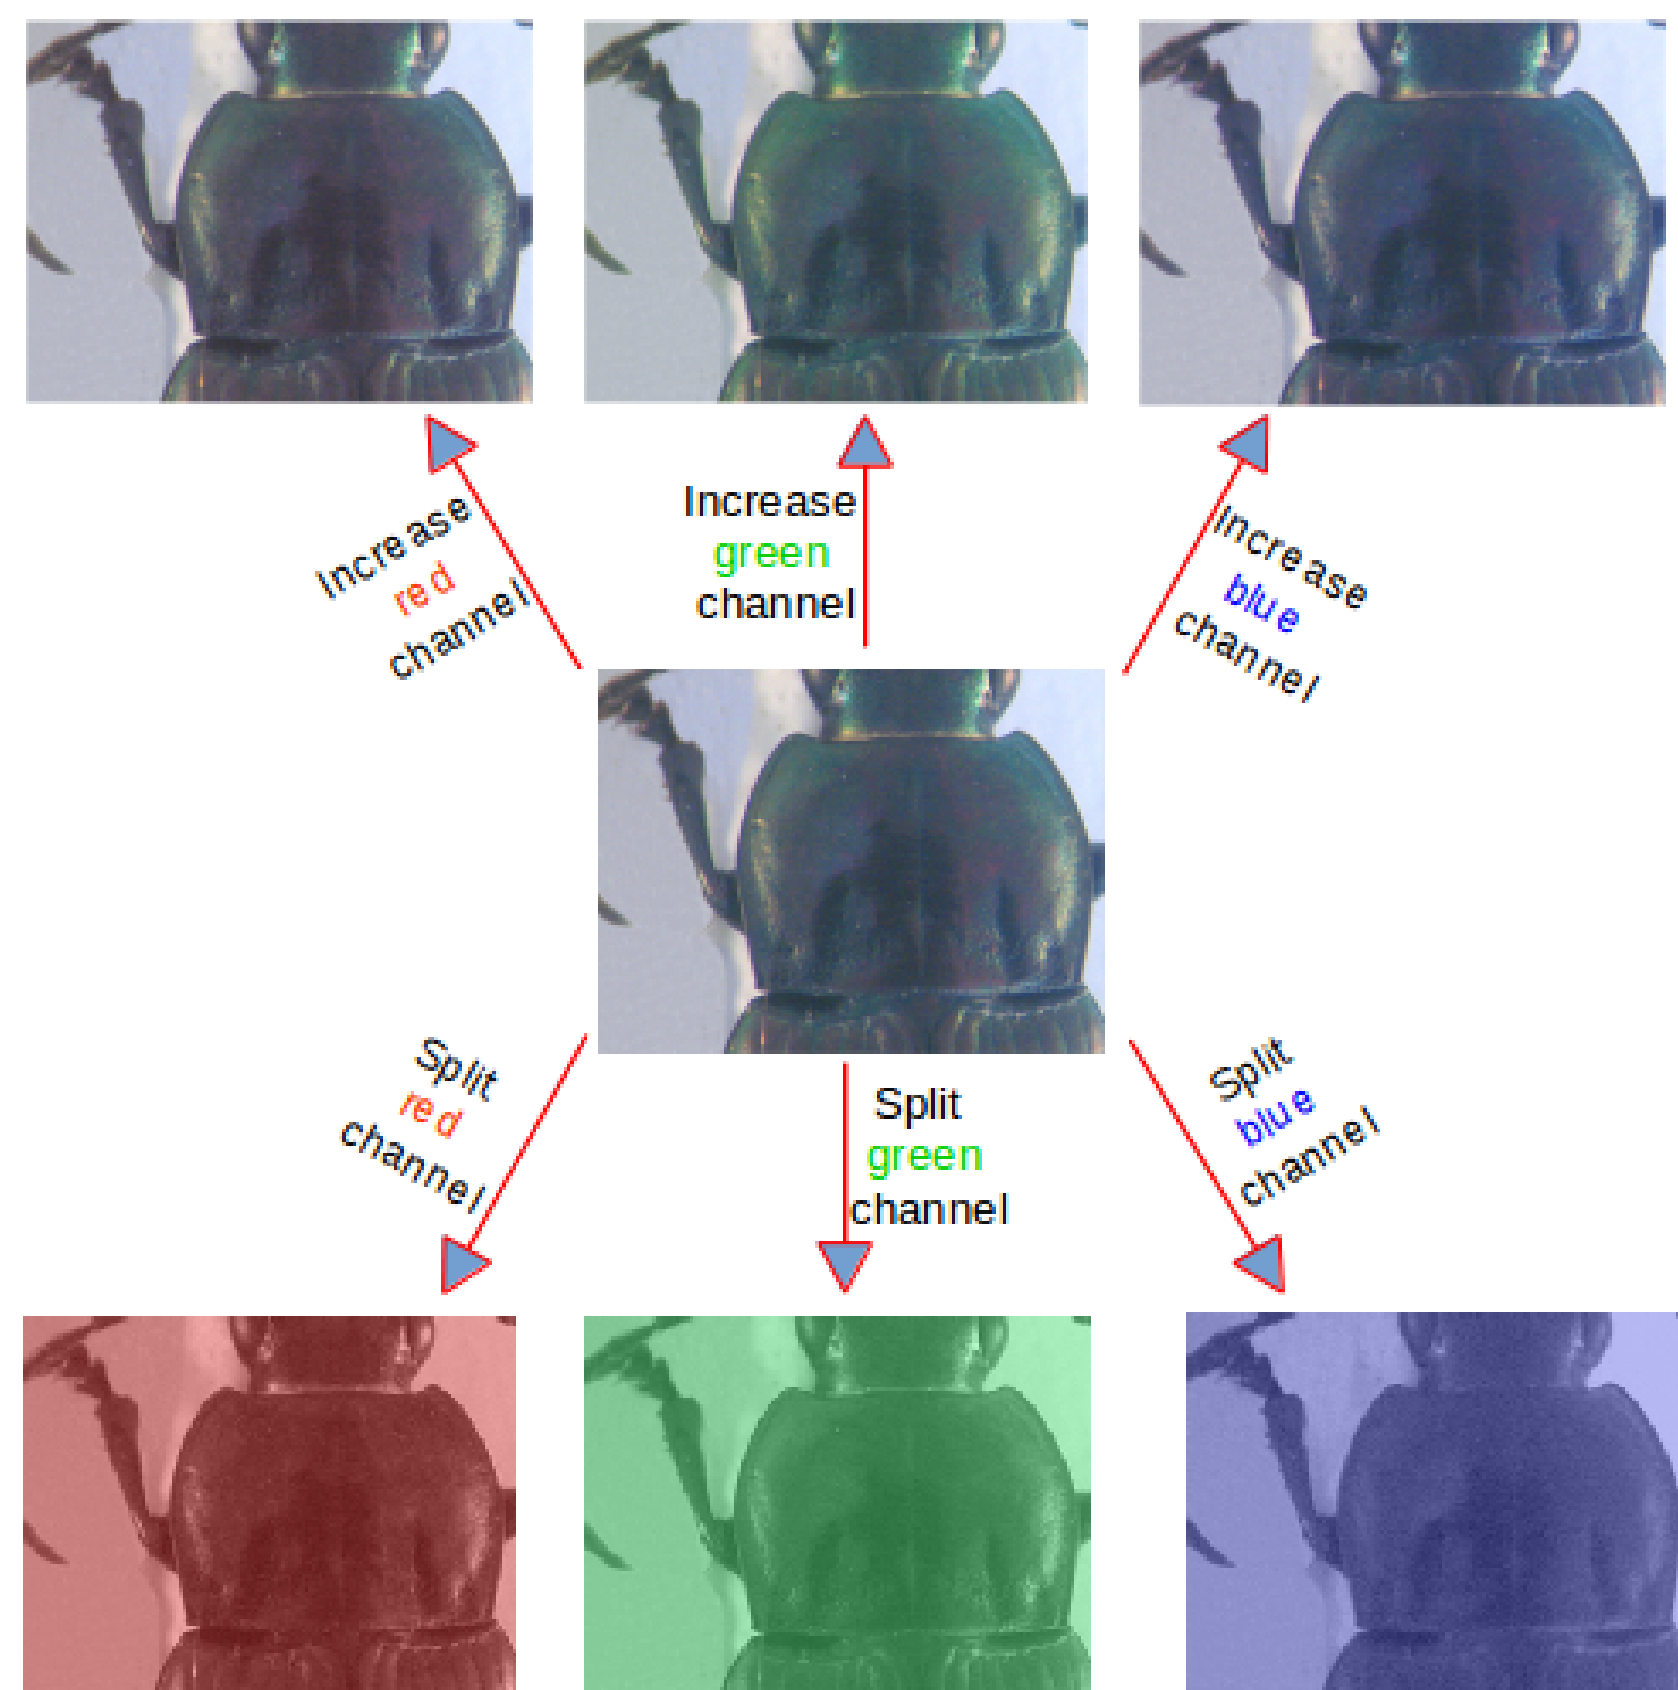 Increase
red
channel
Increase
green
channel
Increase
blue
channel
Split
red
channel
Split
green
channel
Split
blue
channel